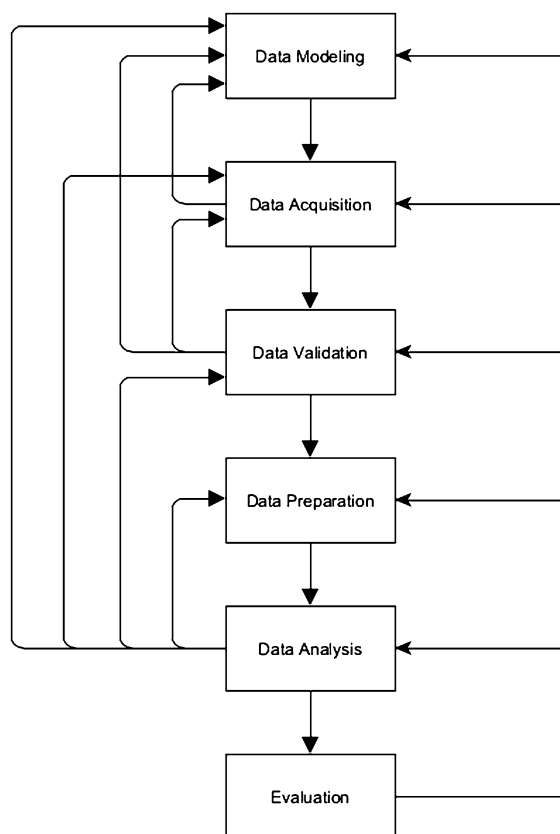 Data Modeling
Data Acquisition
Data Validation
Data Preparation
Data Analysis
Evaluation